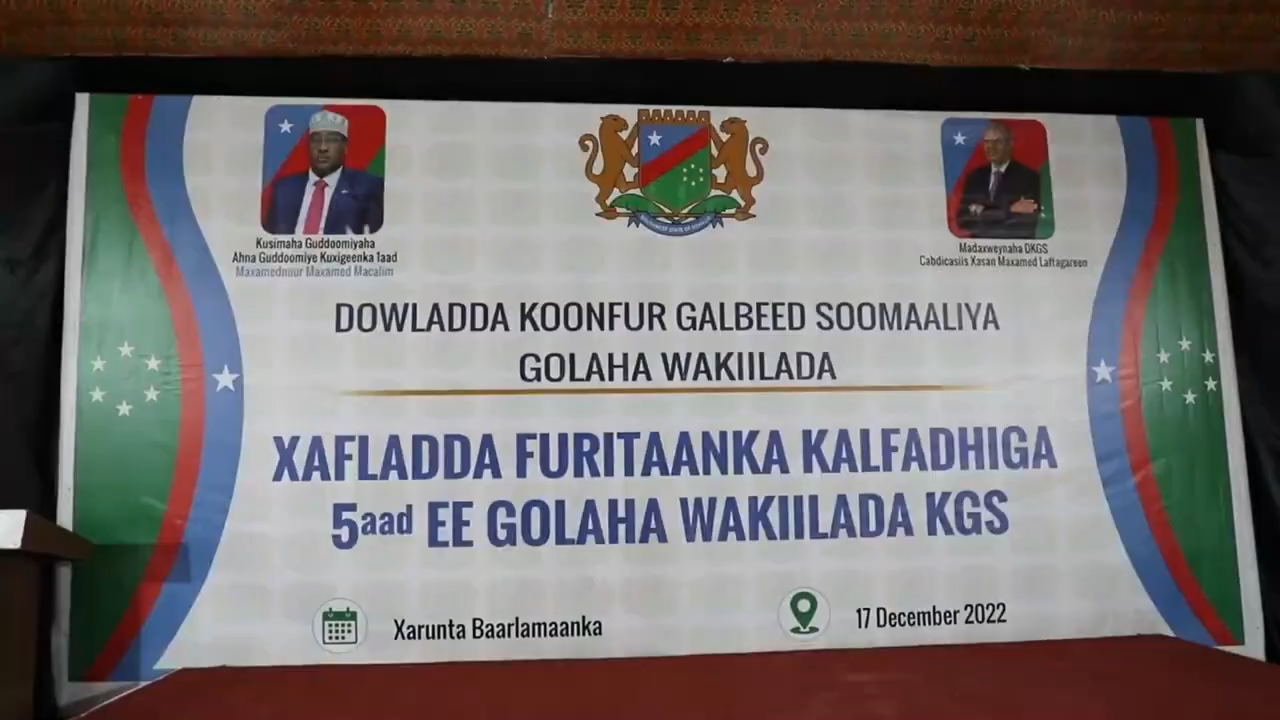 Kusimaha Guddoomiyaha
Ahna Guddoomiye Kuxigeenka 1aad
Maxamednuur Maxamed Macalim
Madaxweynaha DKGS
Cabdicasiis Xasan Maxamed Laftagareen
DOWLADDA KOONFUR GALBEED SOOMAALIYA
GOLAHA WAKIILADA
XAFLADDA FURITAANKA KALFADHIGA
5aad EE GOLAHA WAKIILADA KGS
Xarunta Baarlamaanka
17 December 2022